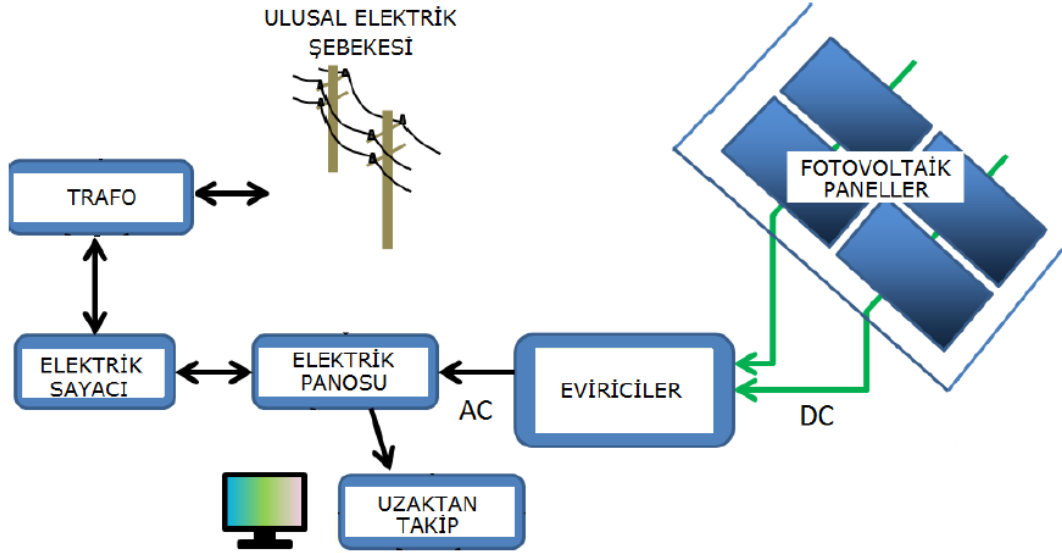 ULUSAL ELEKTRİK
ŞEBEKESİ
TRAFO
FOTOVOLTAİK
PANELLER
ELEKTRİK
SAYACI
ELEKTRİK
PANOSU
AC
EVİRİCİLER
DC
UZAKTAN
TAKİP